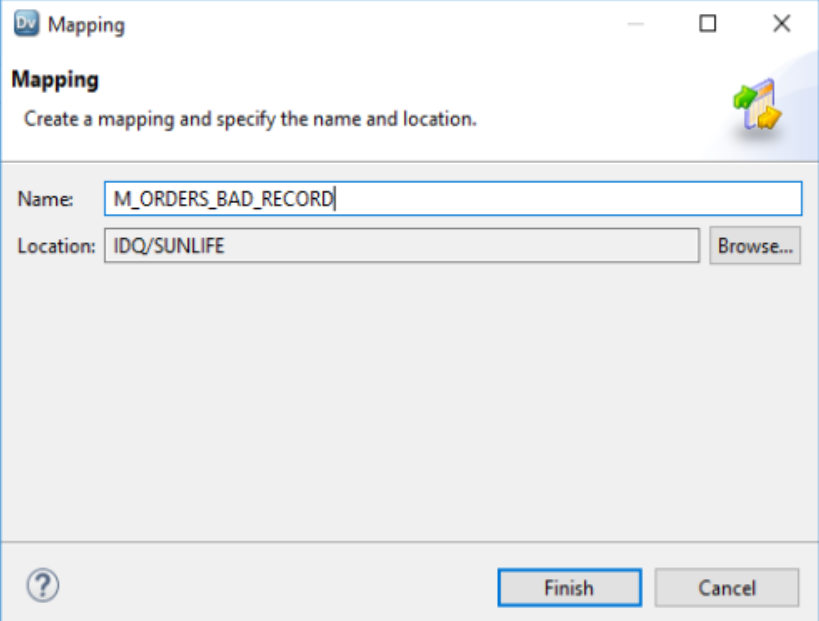 Dv Mapping
Mapping
Create a mapping and specify the name and location.
Name: M_ORDERS_BAD_RECORD
Location: IDQ/SUNLIFE Browse...
? Finish Cancel